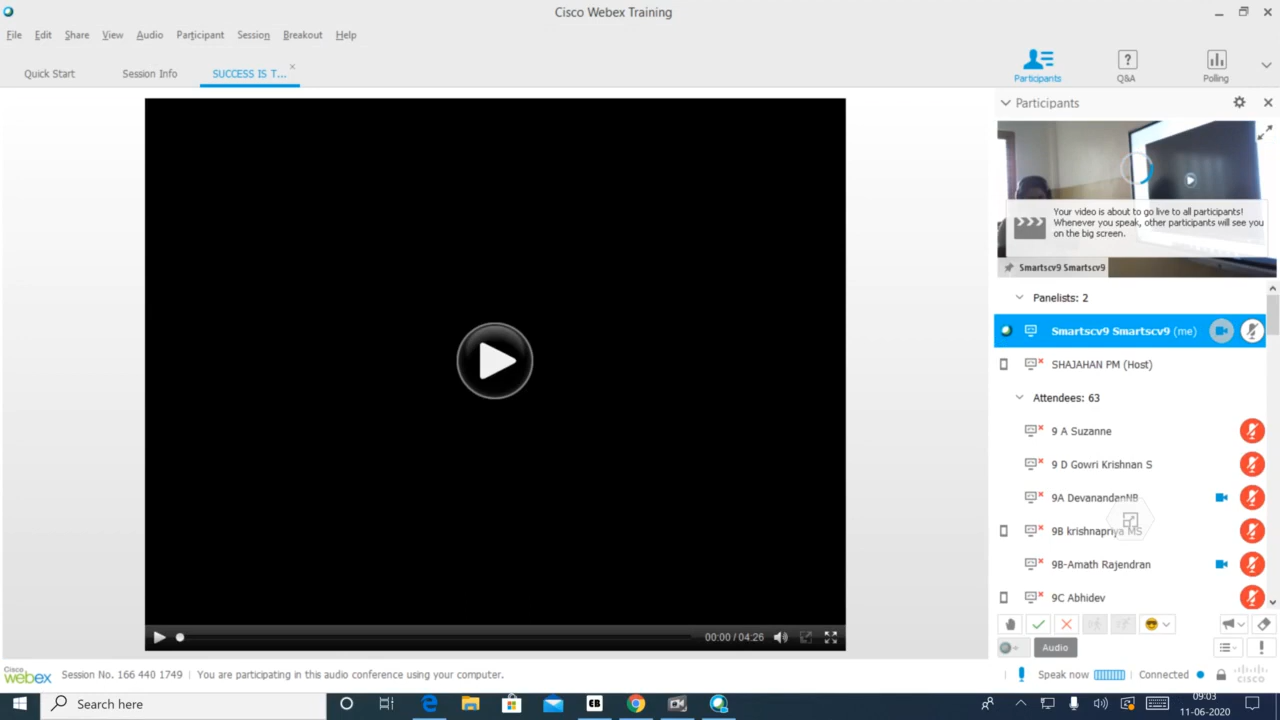 Cisco Webex Training
File Edit Share View Audio Participant Session Breakout Help
Quick Start Session Info SUCCESS IS T... ×
Participants Q&A Polling
Participants
Your video is about to go live to all participants!
Whenever you speak, other participants will see you
on the big screen.
Smartscv9 Smartscv9
Panelists: 2
Smartscv9 Smartscv9 (me)
SHAJAHAN PM (Host)
Attendees: 63
9 A Suzanne
9 D Gowri Krishnan S
9A DevanandanNB
9B krishnapriya MS
9B-Amath Rajendran
9C Abhidev
00:00 / 04:26
Audio
Cisco webex Session No. 166 440 1749 | You are participating in this audio conference using your computer.
Speak now Connected cisco
Search here
EB
09:03
11-06-2020